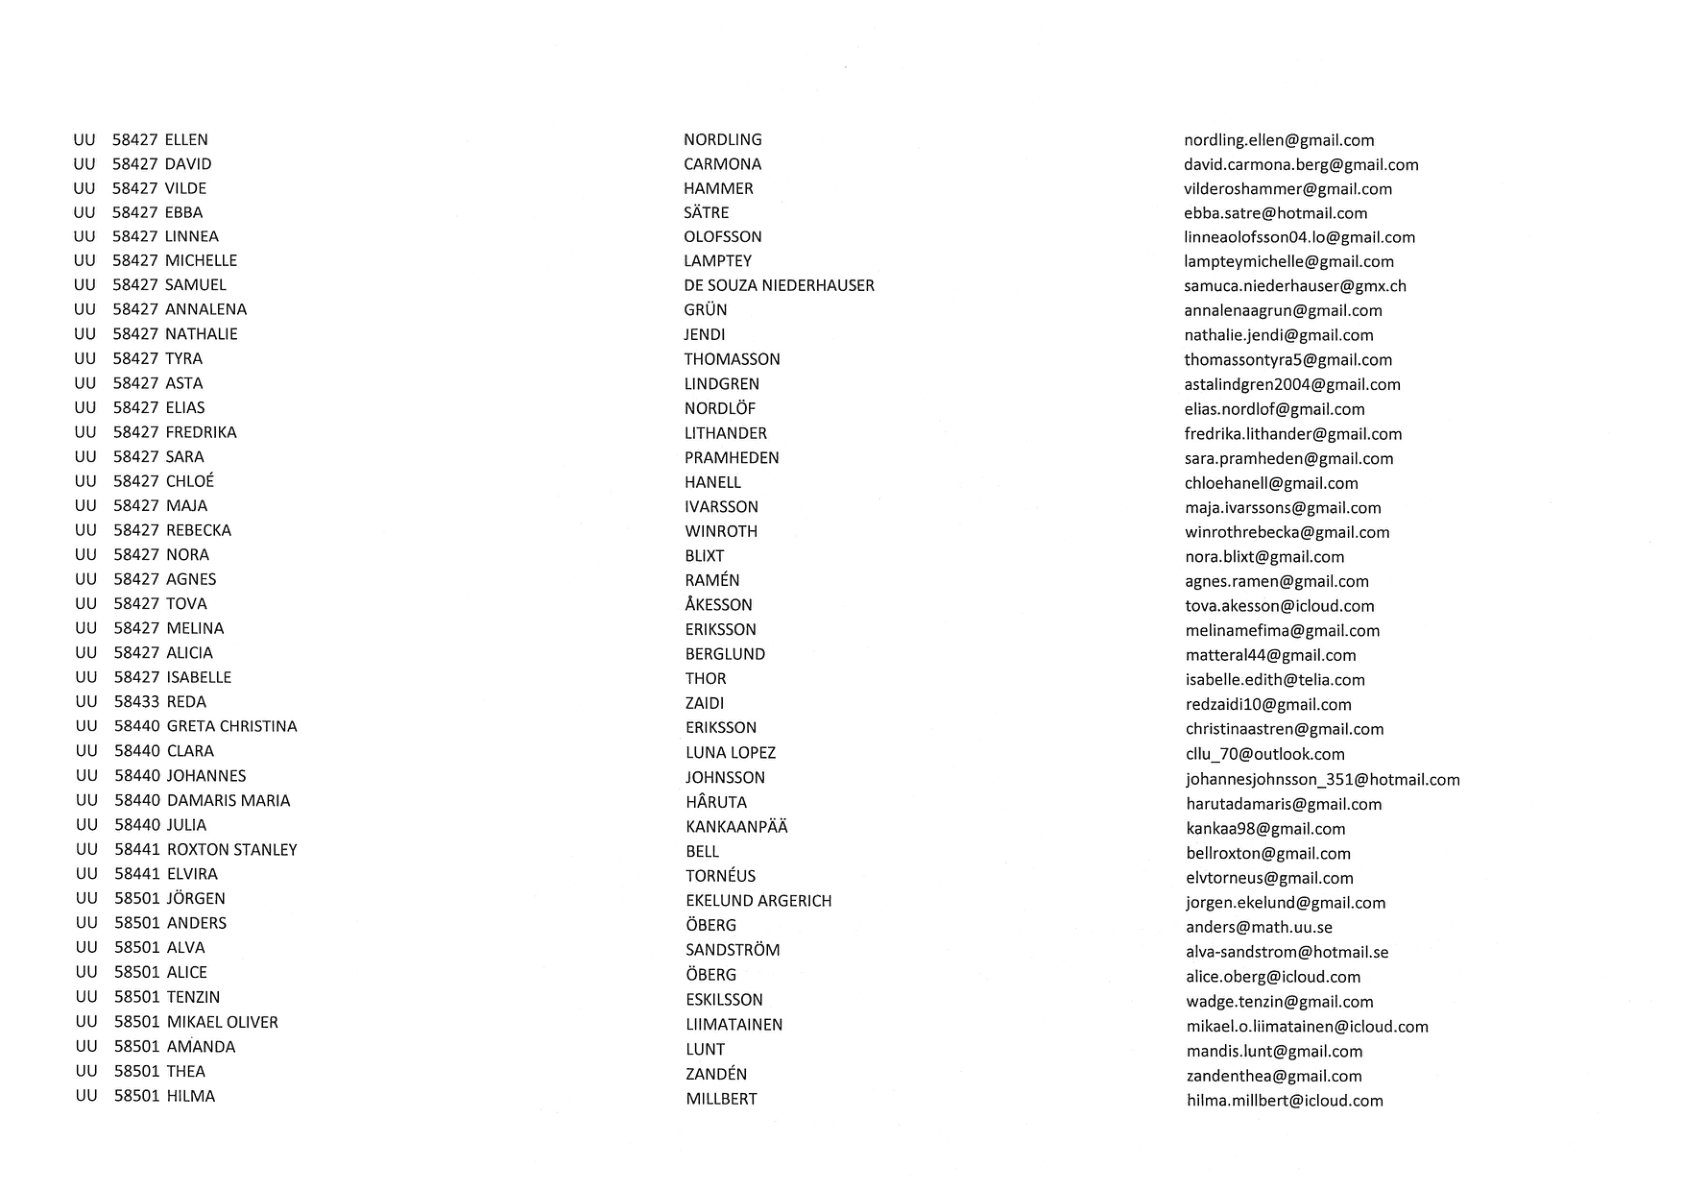 UU 58427 ELLEN NORDLING nordling.ellen@gmail.com
UU 58427 DAVID CARMONA david.carmona.berg@gmail.com
UU 58427 VILDE HAMMER vilderoshammer@gmail.com
UU 58427 EBBA SÄTRE ebba.satre@hotmail.com
UU 58427 LINNEA OLOFSSON linneaolofsson04.lo@gmail.com
UU 58427 MICHELLE LAMPTEY lampteymichelle@gmail.com
UU 58427 SAMUEL DE SOUZA NIEDERHAUSER samuca.niederhauser@gmx.ch
UU 58427 ANNALENA GRÜN annalenaagrun@gmail.com
UU 58427 NATHALIE JENDI nathalie.jendi@gmail.com
UU 58427 TYRA THOMASSON thomassontyra5@gmail.com
UU 58427 ASTA LINDGREN astalindgren2004@gmail.com
UU 58427 ELIAS NORDLÖF elias.nordlof@gmail.com
UU 58427 FREDRIKA LITHANDER fredrika.lithander@gmail.com
UU 58427 SARA PRAMHEDEN sara.pramheden@gmail.com
UU 58427 CHLOÉ HANELL chloehanell@gmail.com
UU 58427 MAJA IVARSSON maja.ivarssons@gmail.com
UU 58427 REBECKA WINROTH winrothrebecka@gmail.com
UU 58427 NORA BLIXT nora.blixt@gmail.com
UU 58427 AGNES RAMÉN agnes.ramen@gmail.com
UU 58427 TOVA ÅKESSON tova.akesson@icloud.com
UU 58427 MELINA ERIKSSON melinamefima@gmail.com
UU 58427 ALICIA BERGLUND matteral44@gmail.com
UU 58427 ISABELLE THOR isabelle.edith@telia.com
UU 58433 REDA ZAIDI redzaidi10@gmail.com
UU 58440 GRETA CHRISTINA ERIKSSON christinaastren@gmail.com
UU 58440 CLARA LUNA LOPEZ cllu_70@outlook.com
UU 58440 JOHANNES JOHNSSON johannesjohnsson_351@hotmail.com
UU 58440 DAMARIS MARIA HÂRUTA harutadamaris@gmail.com
UU 58440 JULIA KANKAANPÄÄ kankaa98@gmail.com
UU 58441 ROXTON STANLEY BELL bellroxton@gmail.com
UU 58441 ELVIRA TORNÉUS elvtorneus@gmail.com
UU 58501 JÖRGEN EKELUND ARGERICH jorgen.ekelund@gmail.com
UU 58501 ANDERS ÖBERG anders@math.uu.se
UU 58501 ALVA SANDSTRÖM alva-sandstrom@hotmail.se
UU 58501 ALICE ÖBERG alice.oberg@icloud.com
UU 58501 TENZIN ESKILSSON wadge.tenzin@gmail.com
UU 58501 MIKAEL OLIVER LIIMATAINEN mikael.o.liimatainen@icloud.com
UU 58501 AMANDA LUNT mandis.lunt@gmail.com
UU 58501 THEA ZANDÉN zandenthea@gmail.com
UU 58501 HILMA MILLBERT hilma.millbert@icloud.com